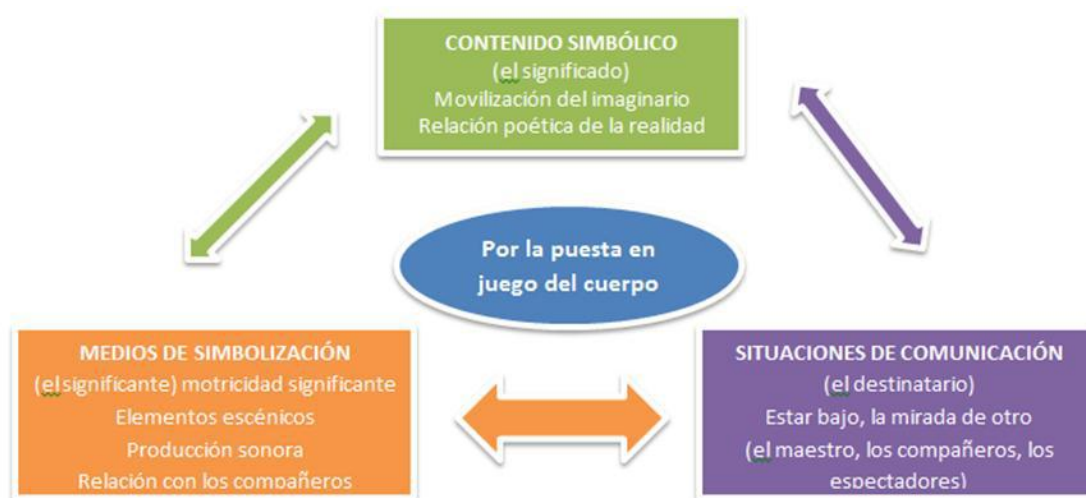 CONTENIDO SIMBÓLICO
(el significado)
Movilización del imaginario
Relación poética de la realidad
Por la puesta en
juego del cuerpo
MEDIOS DE SIMBOLIZACIÓN
(el significante) motricidad significante
Elementos escénicos
Producción sonora
Relación con los compañeros
SITUACIONES DE COMUNICACIÓN
(el destinatario)
Estar bajo, la mirada de otro
(el maestro, los compañeros, los
espectadores)